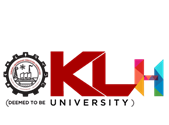 KLH
(DEEMED TO BE UNIVERSITY)